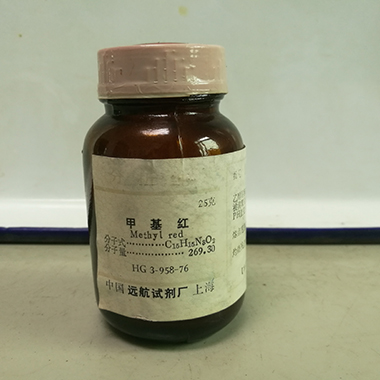 25克
甲基红
Methyl red
分子式…………C₁₅H₁₅N₃O₂
分子量………………269.30
HG 3-958-76
中国 远航试剂厂 上海